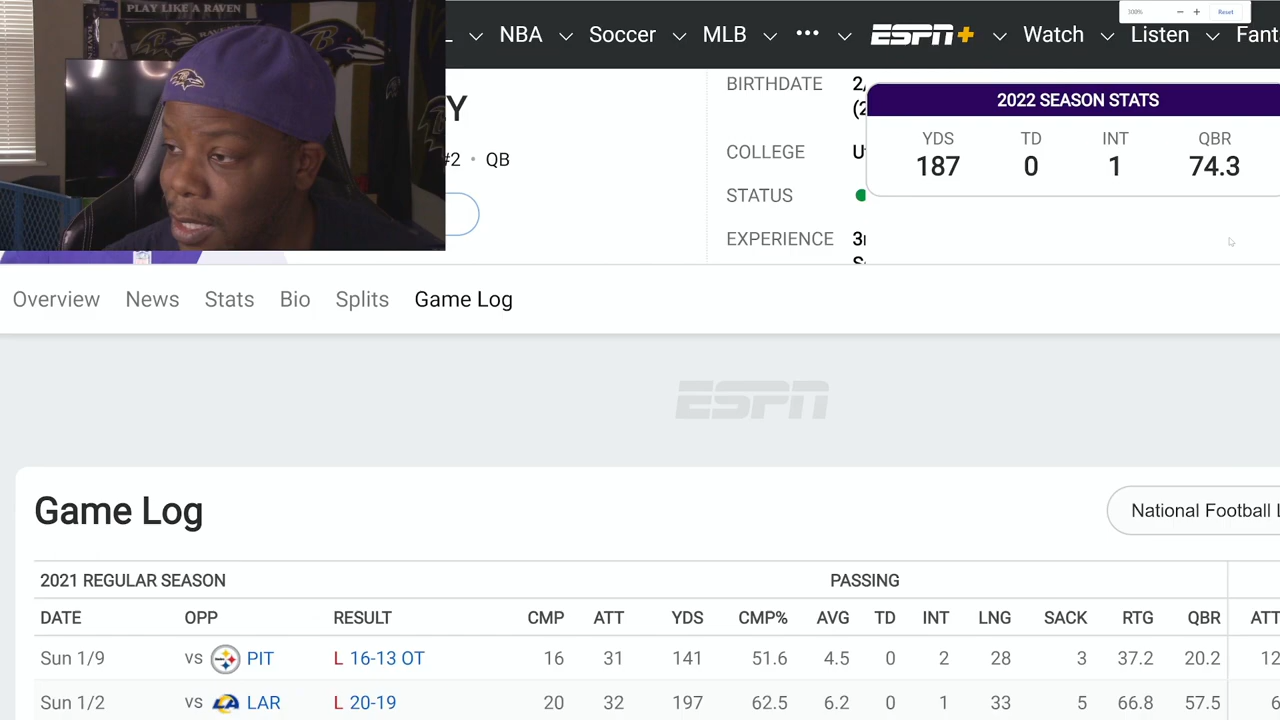 PLAY LIKE A RAVEN
NBA Soccer MLB ••• ESPN+ Watch Listen Fant
300% − + Reset
Y
#2 • QB
BIRTHDATE 2/
(2
COLLEGE U
STATUS
EXPERIENCE 3
S
2022 SEASON STATS
YDS TD INT QBR
187 0 1 74.3
Overview News Stats Bio Splits Game Log
ESPN
Game Log
National Football L
2021 REGULAR SEASON PASSING
DATE OPP RESULT CMP ATT YDS CMP% AVG TD INT LNG SACK RTG QBR ATT
Sun 1/9 vs PIT L 16-13 OT 16 31 141 51.6 4.5 0 2 28 3 37.2 20.2 12
Sun 1/2 vs LAR L 20-19 20 32 197 62.5 6.2 0 1 33 5 66.8 57.5 6